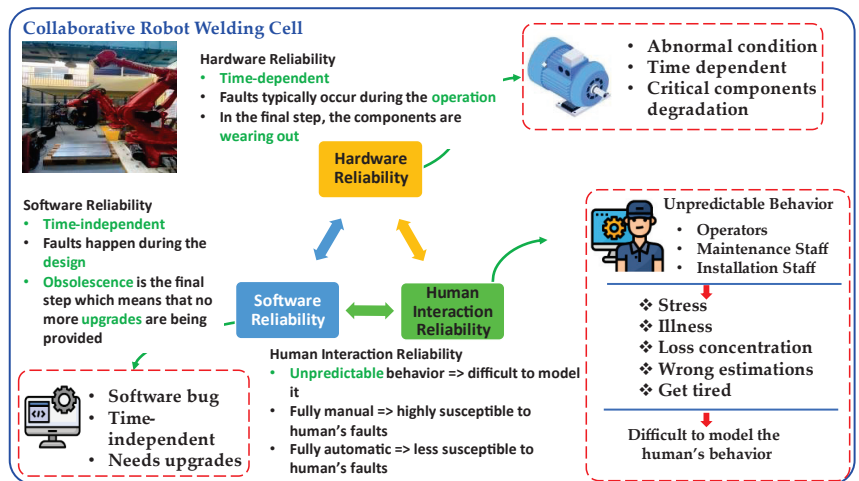 Collaborative Robot Welding Cell
Hardware Reliability
• Time-dependent
• Faults typically occur during the operation
• In the final step, the components are
wearing out
• Abnormal condition
• Time dependent
• Critical components
degradation
Hardware
Reliability
Software Reliability
• Time-independent
• Faults happen during the
design
• Obsolescence is the final
step which means that no
more upgrades are being
provided
Software
Reliability
Human
Interaction
Reliability
Unpredictable Behavior
• Operators
• Maintenance Staff
• Installation Staff
❖ Stress
❖ Illness
❖ Loss concentration
❖ Wrong estimations
❖ Get tired
Difficult to model the
human's behavior
Human Interaction Reliability
• Unpredictable behavior => difficult to model
it
• Fully manual => highly susceptible to
human's faults
• Fully automatic => less susceptible to
human's faults
• Software bug
• Time-
independent
• Needs upgrades